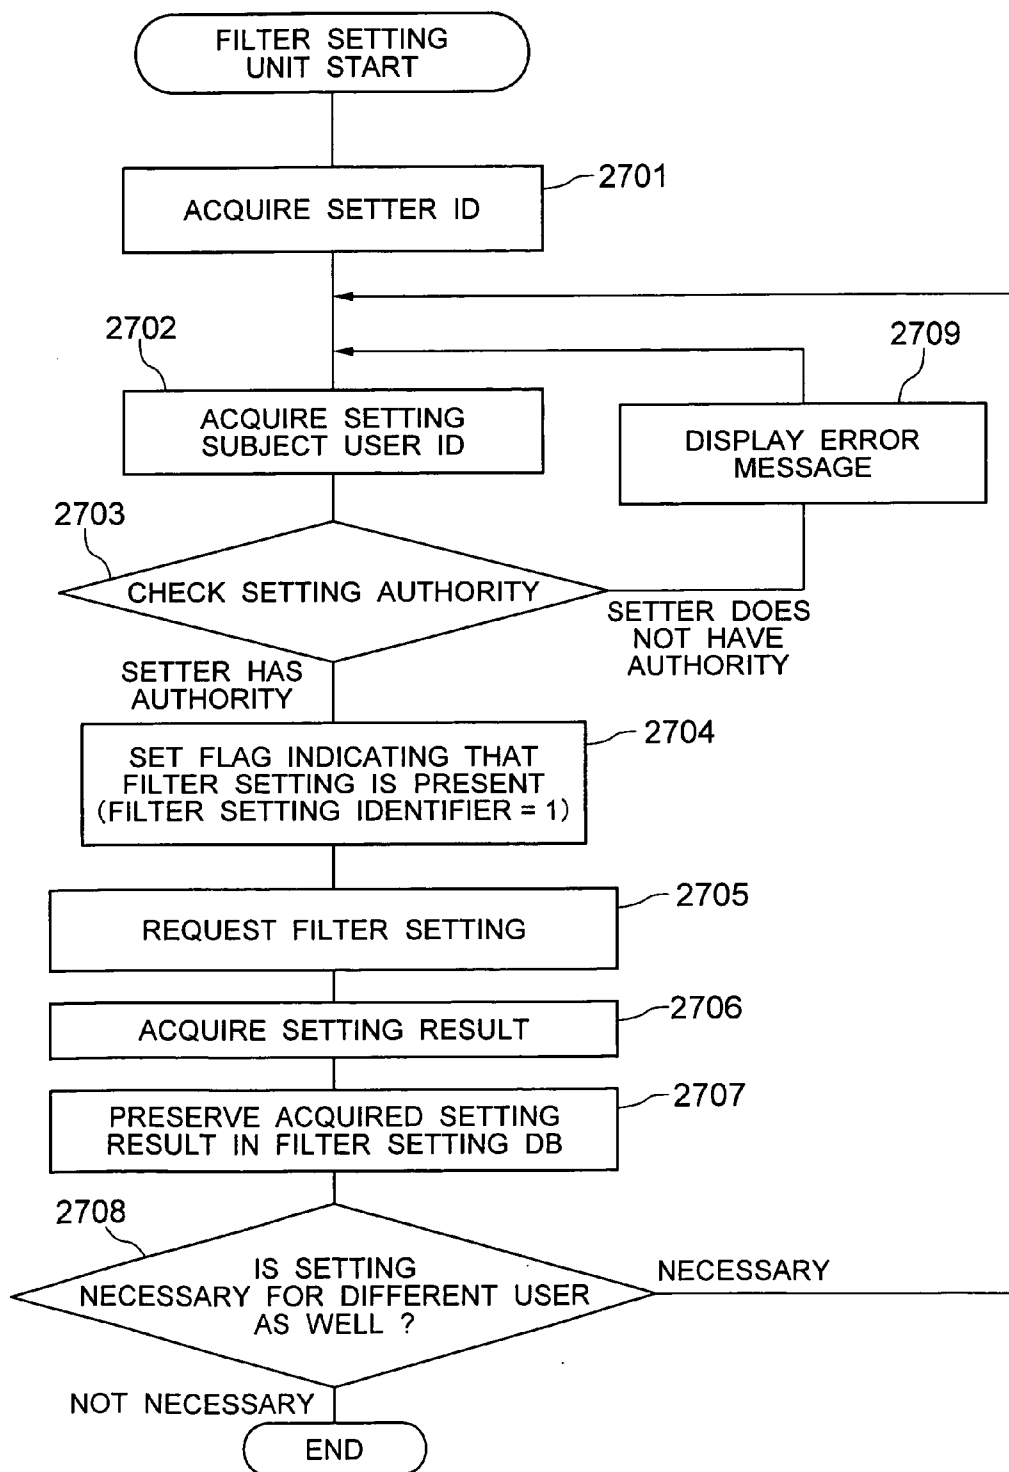 FILTER SETTING
UNIT START
2701
ACQUIRE SETTER ID
2702
2709
ACQUIRE SETTING
SUBJECT USER ID
DISPLAY ERROR
MESSAGE
2703
CHECK SETTING AUTHORITY
SETTER DOES
NOT HAVE
AUTHORITY
SETTER HAS
AUTHORITY
2704
SET FLAG INDICATING THAT
FILTER SETTING IS PRESENT
(FILTER SETTING IDENTIFIER = 1)
2705
REQUEST FILTER SETTING
2706
ACQUIRE SETTING RESULT
2707
PRESERVE ACQUIRED SETTING
RESULT IN FILTER SETTING DB
2708
IS SETTING
NECESSARY FOR DIFFERENT USER
AS WELL ?
NECESSARY
NOT NECESSARY
END